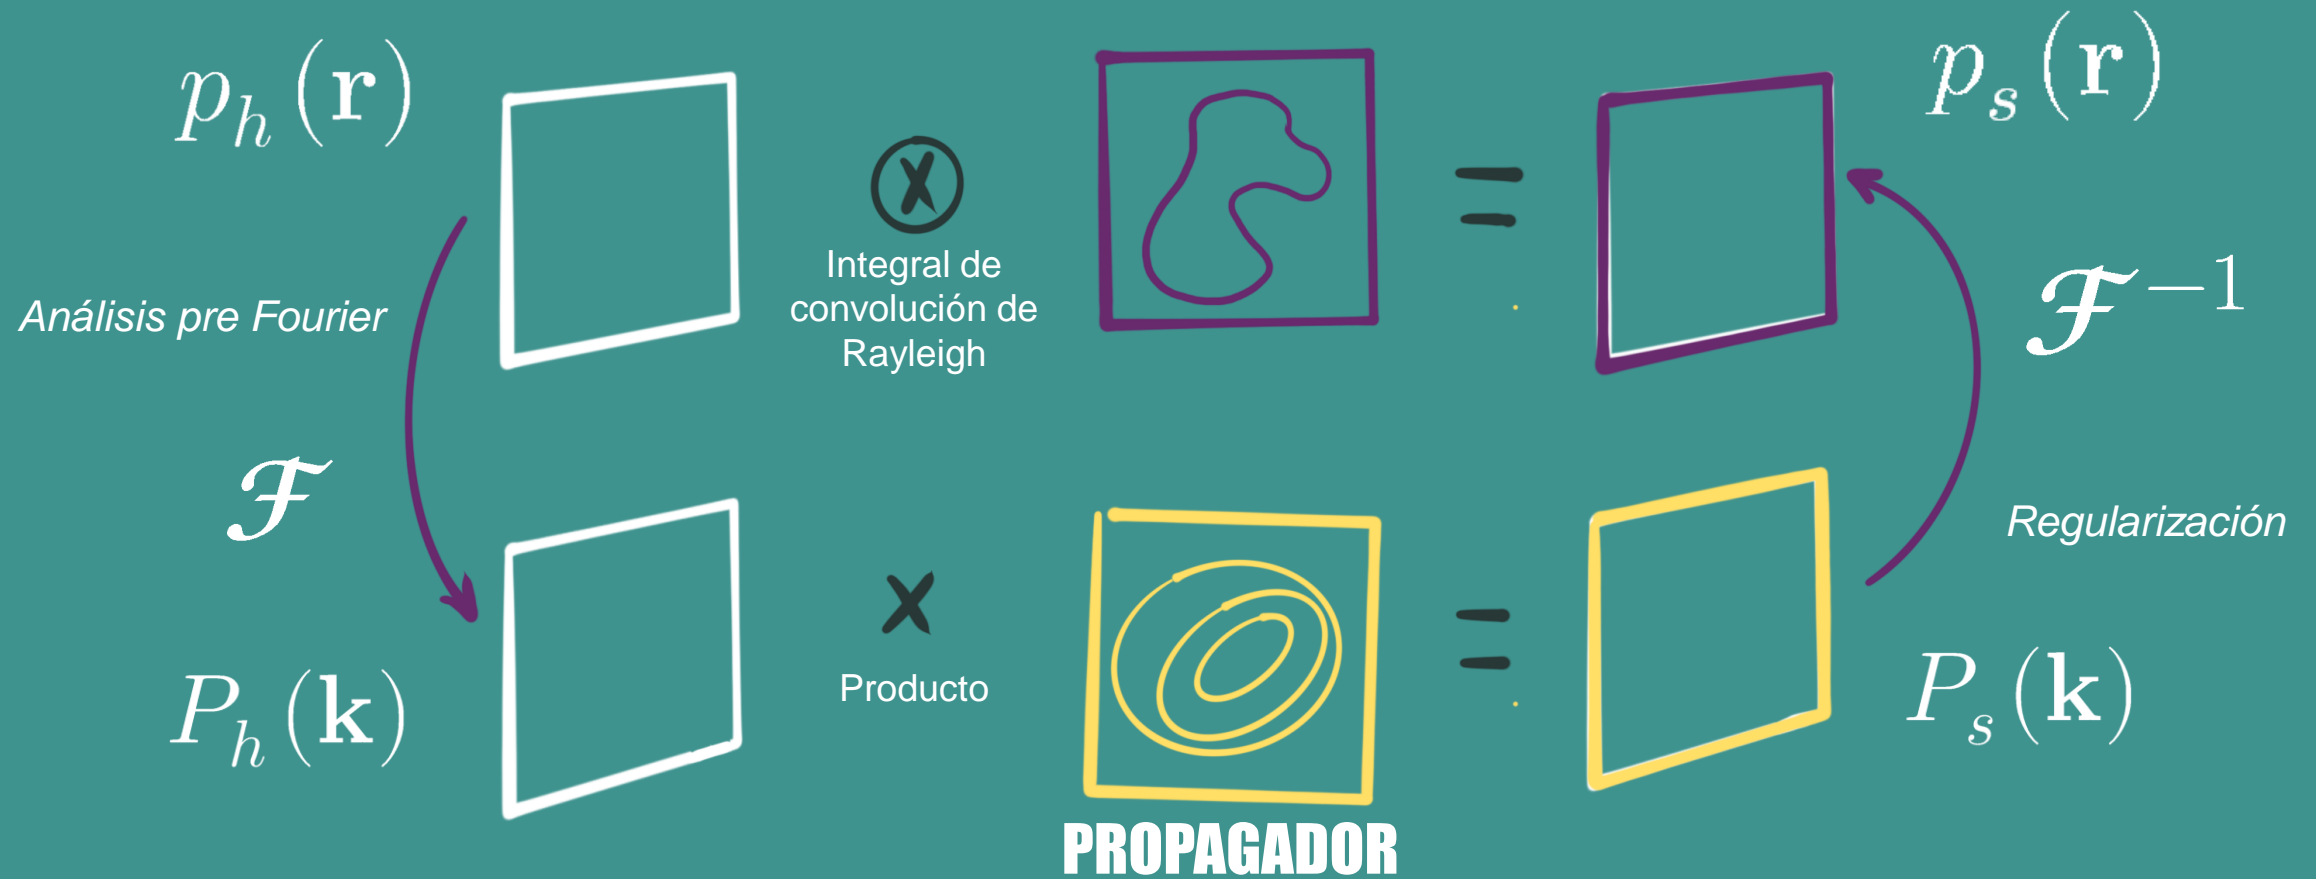 p_h(𝐫)
p_s(𝐫)
Integral de
convolución de
Rayleigh
Análisis pre Fourier
ℱ
ℱ⁻¹
Regularización
P_h(𝐤)
Producto
P_s(𝐤)
PROPAGADOR